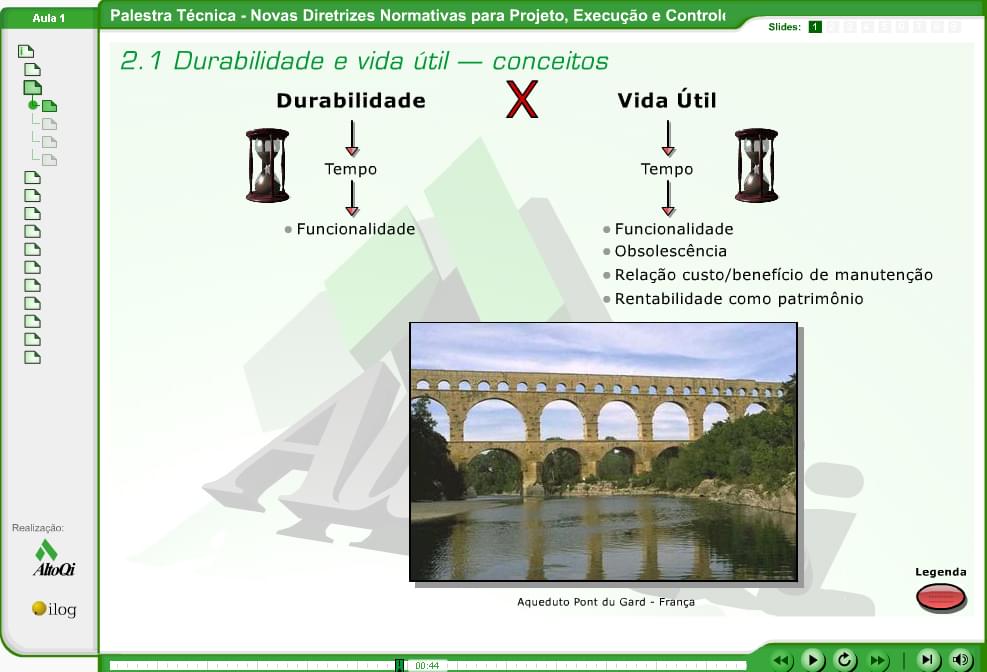 Aula 1
Palestra Técnica - Novas Diretrizes Normativas para Projeto, Execução e Controle
Slides: 1
2.1 Durabilidade e vida útil — conceitos
Durabilidade
X
Vida Útil
Tempo
Tempo
Funcionalidade
Funcionalidade
Obsolescência
Relação custo/benefício de manutenção
Rentabilidade como patrimônio
AltoQi
Realização:
AltoQi
ilog
Legenda
Aqueduto Pont du Gard - França
00:44